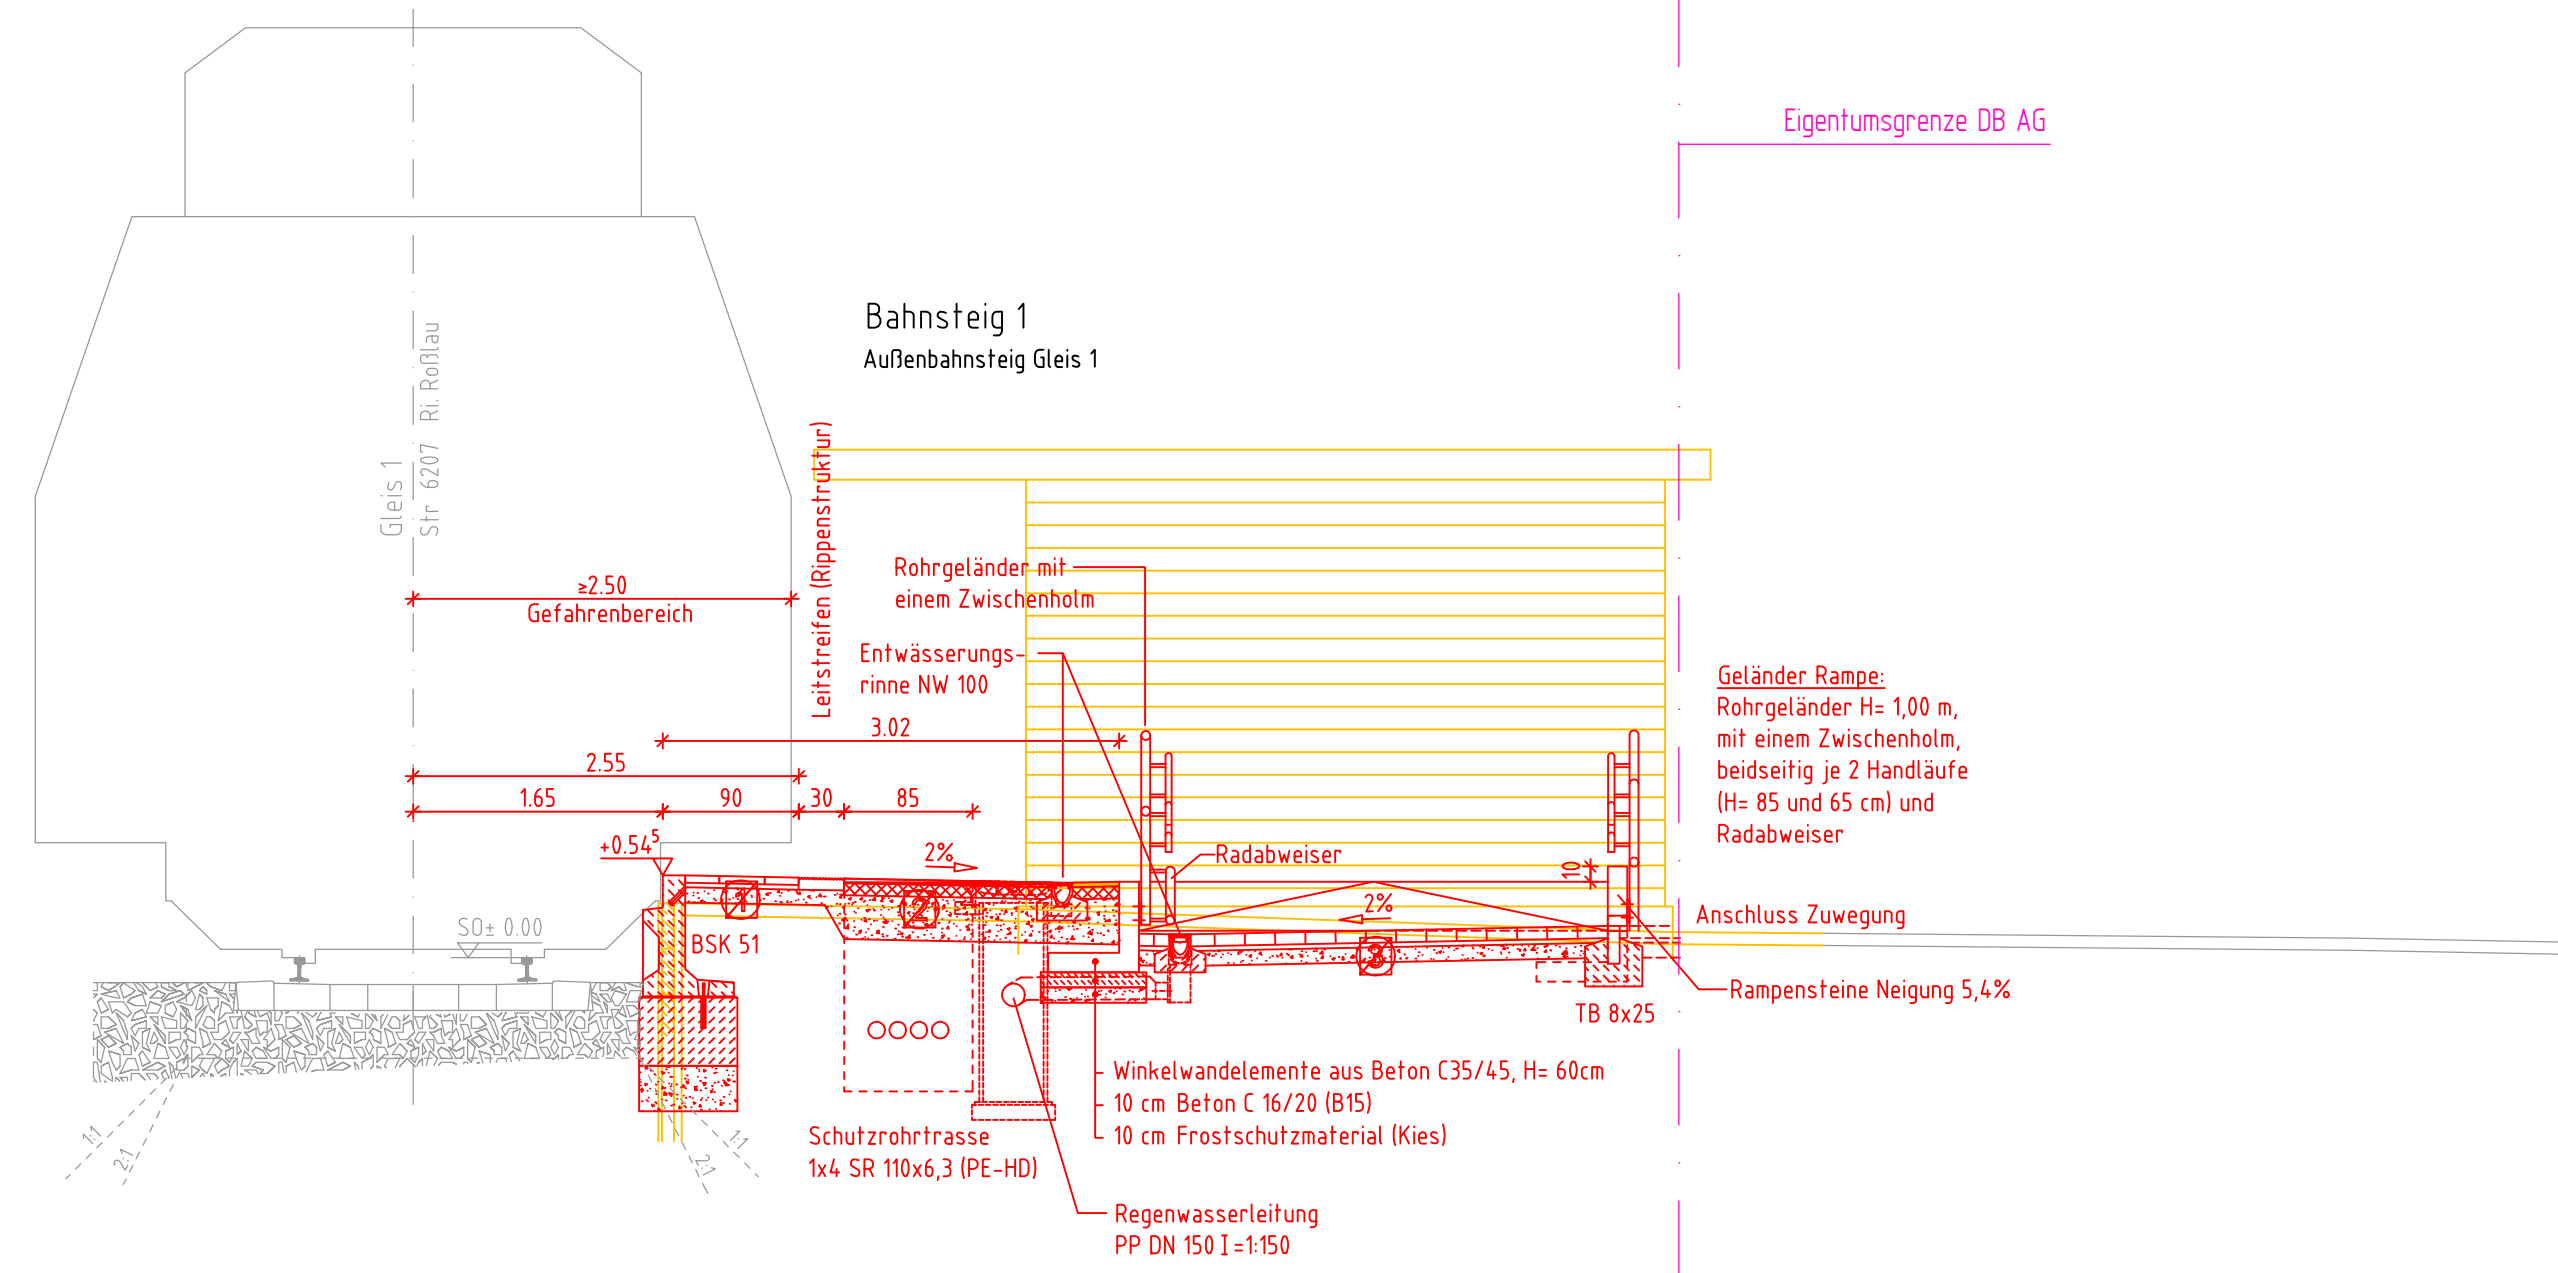 Eigentumsgrenze DB AG
Bahnsteig 1
Außenbahnsteig Gleis 1
Gleis 1
Str 6207 Ri. Roßlau
Leitstreifen (Rippenstruktur)
≥2.50
Gefahrenbereich
Rohrgeländer mit
einem Zwischenholm
Entwässerungs-
rinne NW 100
3.02
2.55
1.65
90
30
85
+0.54⁵
2%
Radabweiser
10
2%
Geländer Rampe:
Rohrgeländer H= 1,00 m,
mit einem Zwischenholm,
beidseitig je 2 Handläufe
(H= 85 und 65 cm) und
Radabweiser
1
2
3
Anschluss Zuwegung
SO± 0.00
BSK 51
Rampensteine Neigung 5,4%
TB 8x25
Winkelwandelemente aus Beton C35/45, H= 60cm
10 cm Beton C 16/20 (B15)
10 cm Frostschutzmaterial (Kies)
1:1
2:1
2:1
1:1
Schutzrohrtrasse
1x4 SR 110x6,3 (PE-HD)
Regenwasserleitung
PP DN 150 I=1:150